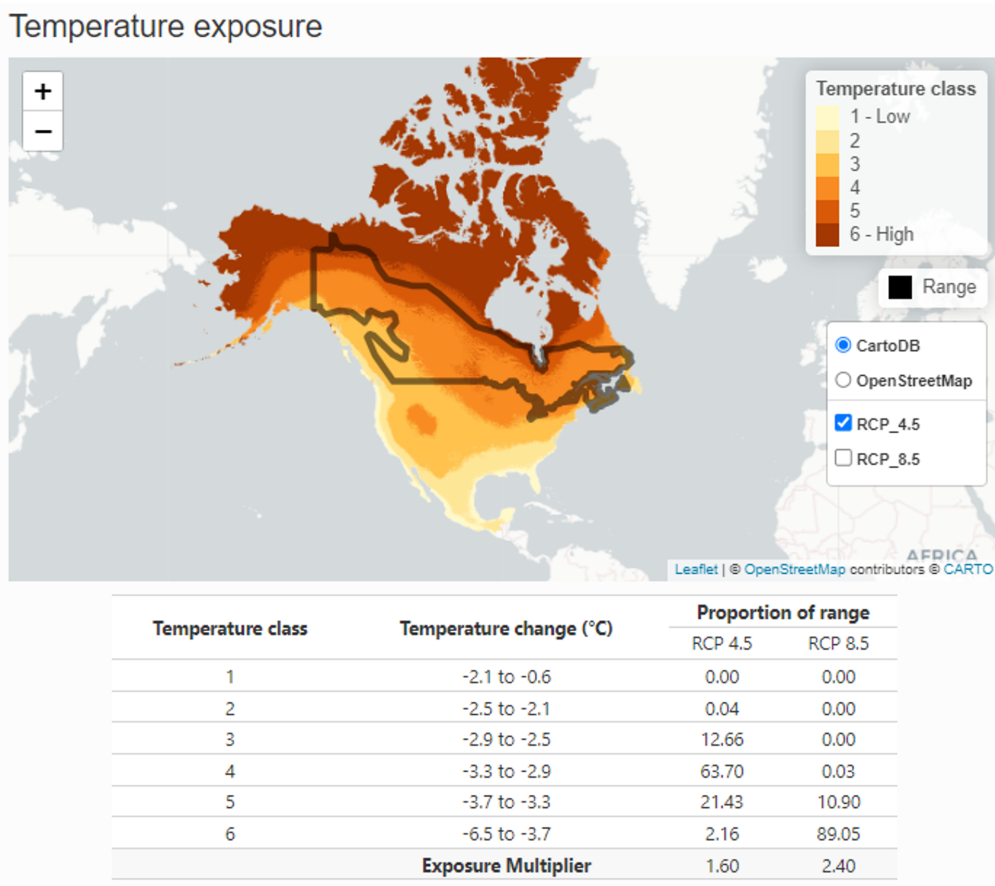 Temperature exposure
+
−
Temperature class
1 - Low
2
3
4
5
6 - High
Range
CartoDB
OpenStreetMap
RCP_4.5
RCP_8.5
AFRICA
Leaflet | © OpenStreetMap contributors © CARTO
Proportion of range
Temperature class Temperature change (°C)
RCP 4.5 RCP 8.5
1 -2.1 to -0.6 0.00 0.00
2 -2.5 to -2.1 0.04 0.00
3 -2.9 to -2.5 12.66 0.00
4 -3.3 to -2.9 63.70 0.03
5 -3.7 to -3.3 21.43 10.90
6 -6.5 to -3.7 2.16 89.05
Exposure Multiplier 1.60 2.40